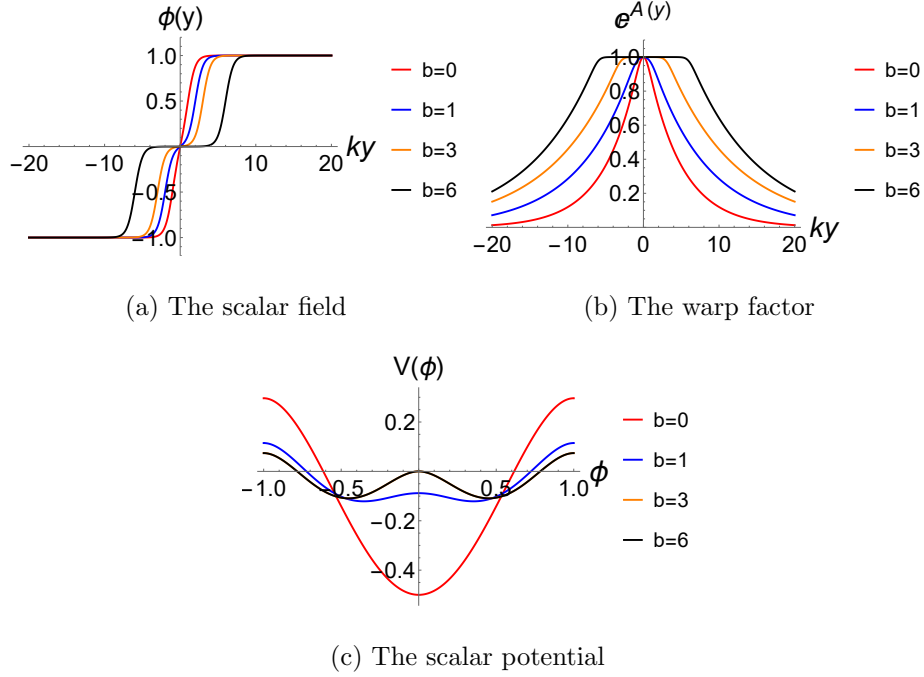 ϕ(y)
1.0
0.5
−20
−10
10
20
ky
−0.5
−1.0
b=0
b=1
b=3
b=6
(a) The scalar field
e^A(y)
1.0
0.8
0.6
0.4
0.2
−20
−10
0
10
20
ky
b=0
b=1
b=3
b=6
(b) The warp factor
V(ϕ)
0.2
−1.0
−0.5
0.5
1.0
ϕ
−0.2
−0.4
b=0
b=1
b=3
b=6
(c) The scalar potential